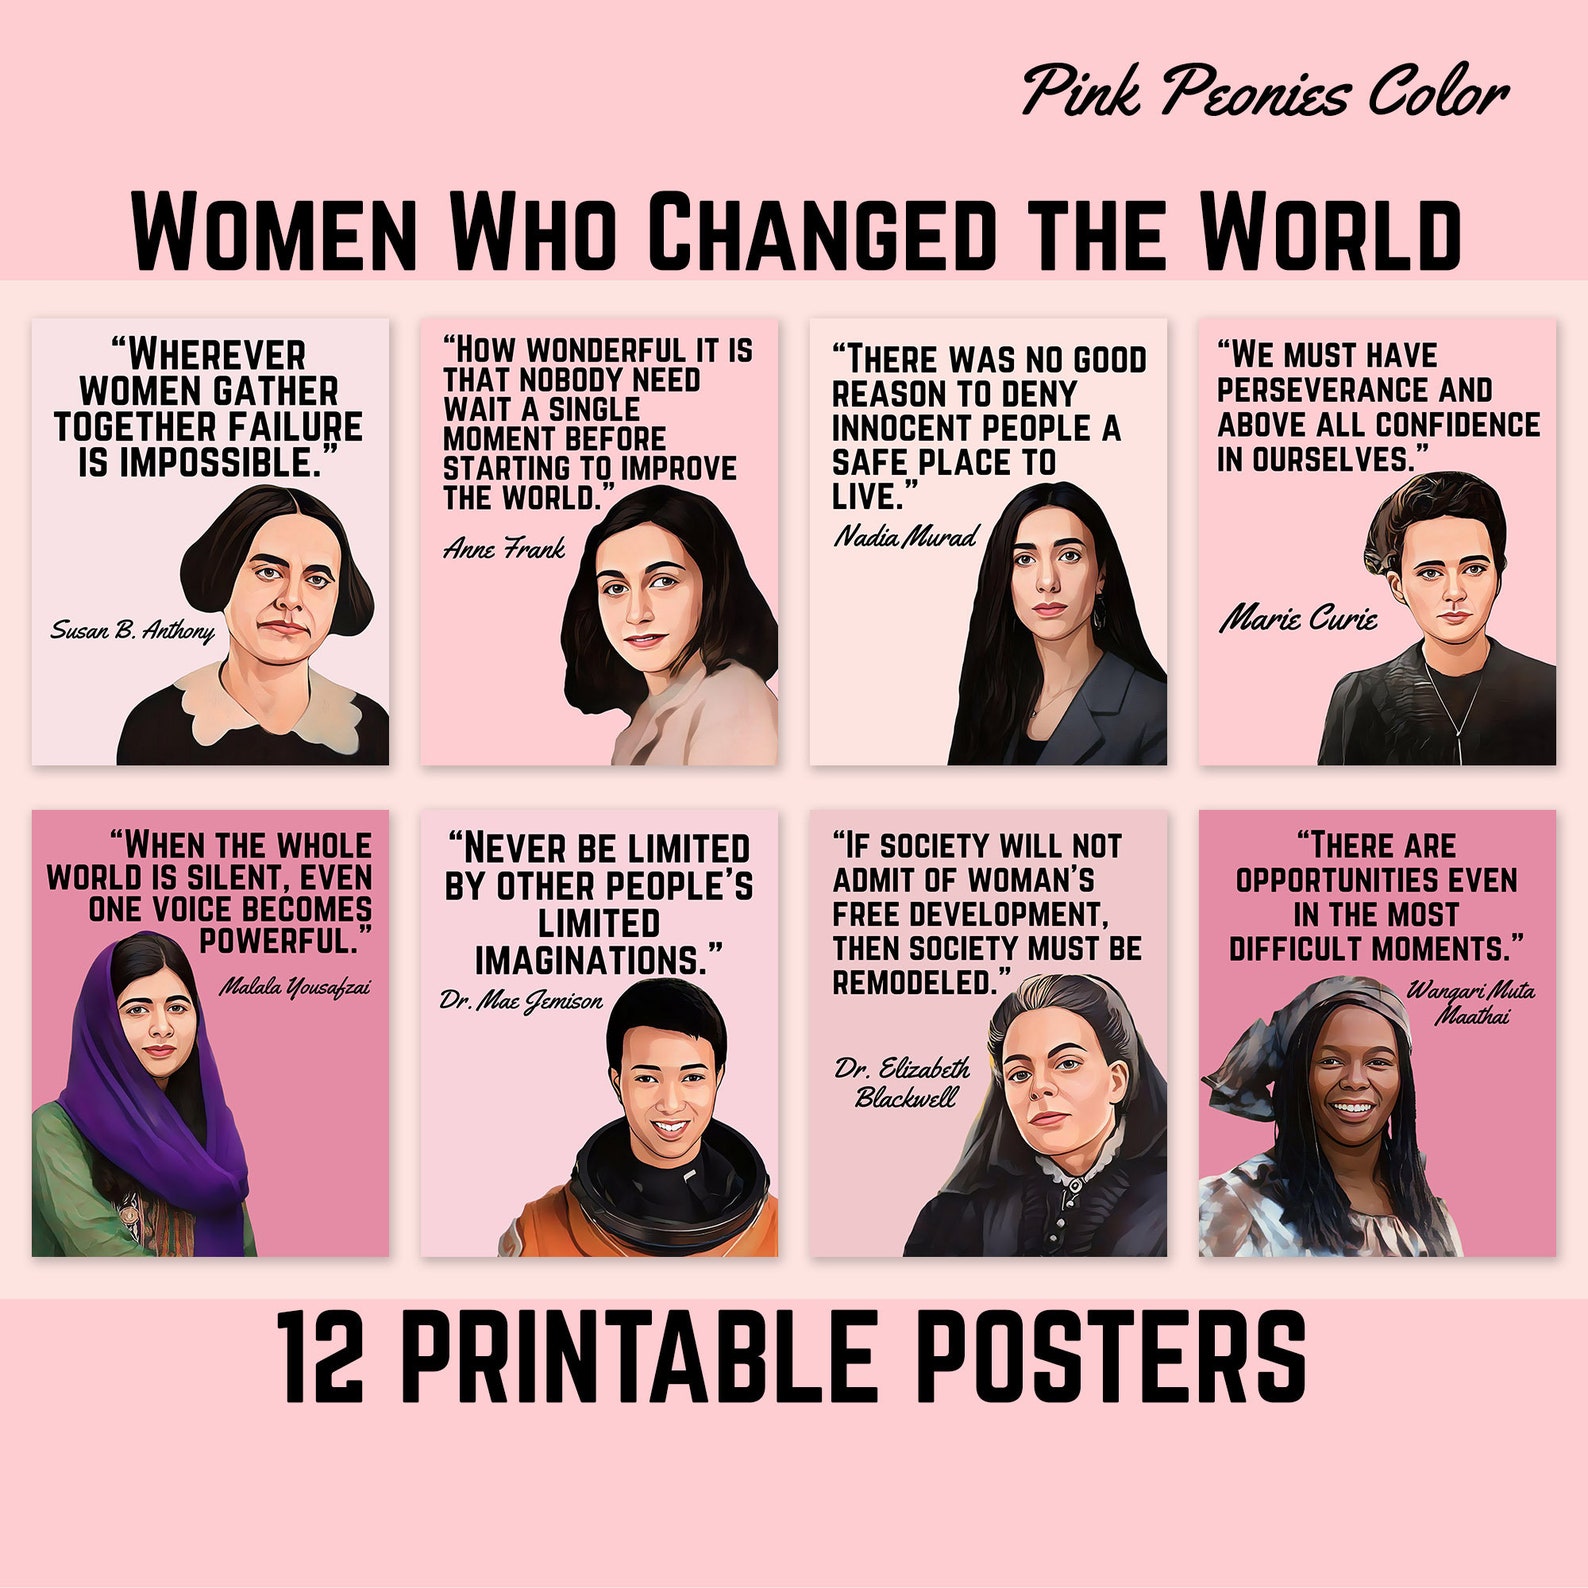 Pink Peonies Color
Women Who Changed the World
“Wherever
women gather
together failure
is impossible.”
Susan B. Anthony
“How wonderful it is
that nobody need
wait a single
moment before
starting to improve
the world.”
Anne Frank
“There was no good
reason to deny
innocent people a
safe place to
live.”
Nadia Murad
“We must have
perseverance and
above all confidence
in ourselves.”
Marie Curie
“When the whole
world is silent, even
one voice becomes
powerful.”
Malala Yousafzai
“Never be limited
by other people’s
limited
imaginations.”
Dr. Mae Jemison
“If society will not
admit of woman’s
free development,
then society must be
remodeled.”
Dr. Elizabeth
Blackwell
“There are
opportunities even
in the most
difficult moments.”
Wangari Muta
Maathai
12 PRINTABLE POSTERS